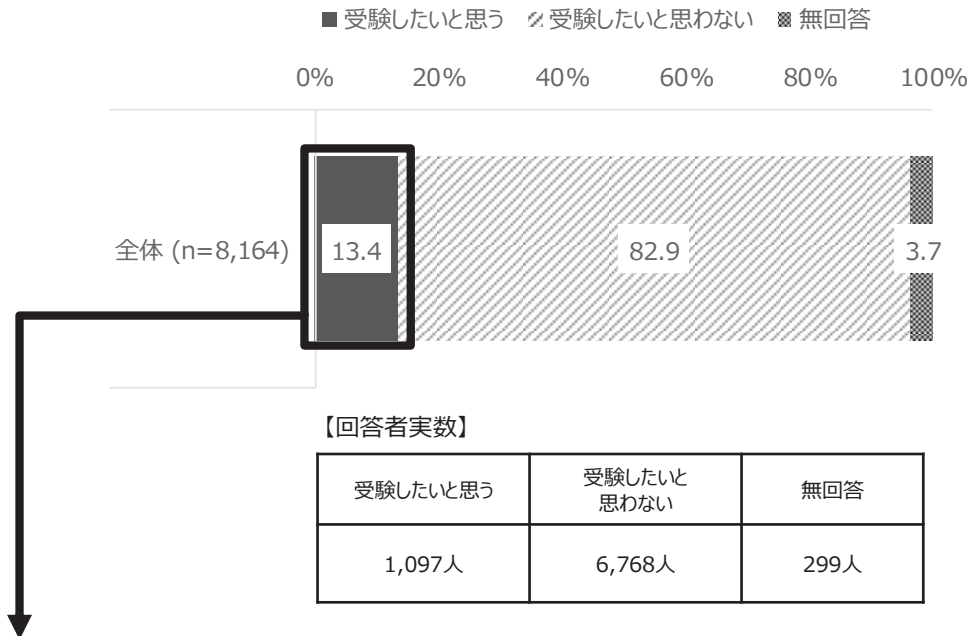 ■ 受験したいと思う 受験したいと思わない 無回答
0% 20% 40% 60% 80% 100%
全体 (n=8,164) 13.4 82.9 3.7
【回答者実数】
受験したいと思う 受験したいと 無回答
思わない
1,097人 6,768人 299人